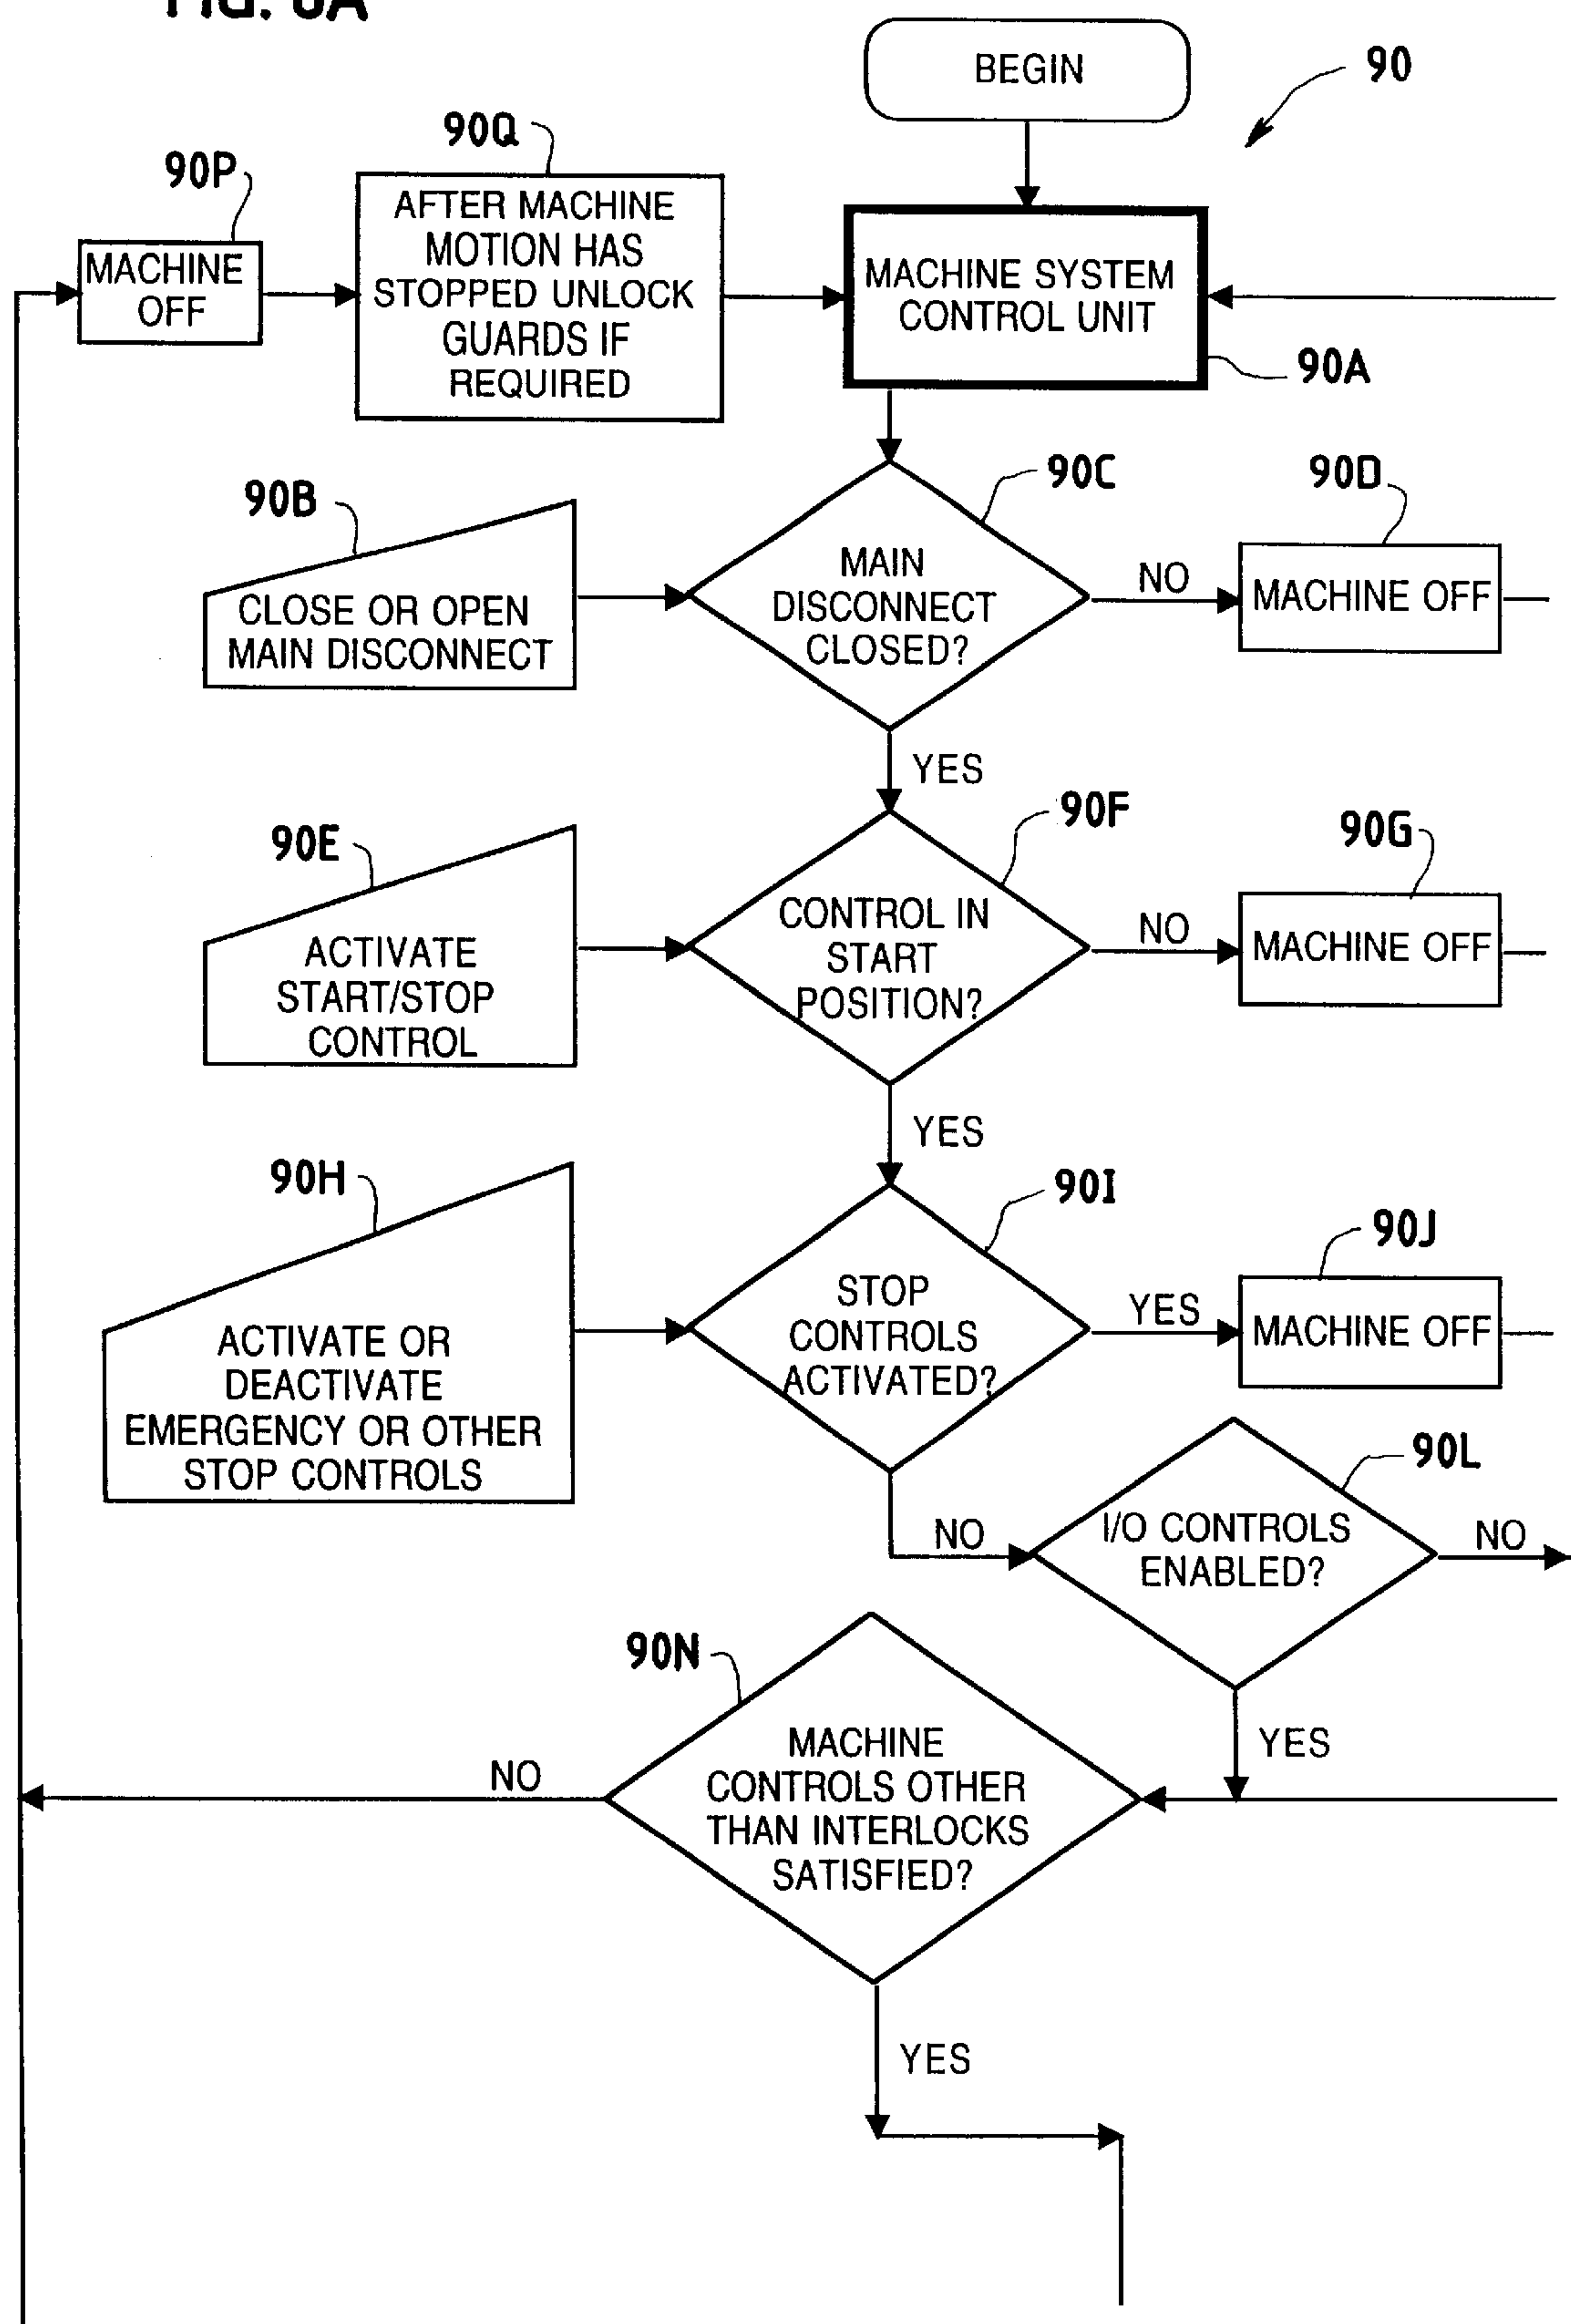 BEGIN
90
90Q
90P
AFTER MACHINE
MOTION HAS
STOPPED UNLOCK
GUARDS IF
REQUIRED
MACHINE
OFF
MACHINE SYSTEM
CONTROL UNIT
90A
90B
90C
90D
CLOSE OR OPEN
MAIN DISCONNECT
MAIN
DISCONNECT
CLOSED?
NO
MACHINE OFF
YES
90E
90F
90G
ACTIVATE
START/STOP
CONTROL
CONTROL IN
START
POSITION?
NO
MACHINE OFF
YES
90H
90I
90J
ACTIVATE OR
DEACTIVATE
EMERGENCY OR OTHER
STOP CONTROLS
STOP
CONTROLS
ACTIVATED?
YES
MACHINE OFF
NO
90L
I/O CONTROLS
ENABLED?
NO
YES
90N
MACHINE
CONTROLS OTHER
THAN INTERLOCKS
SATISFIED?
NO
YES